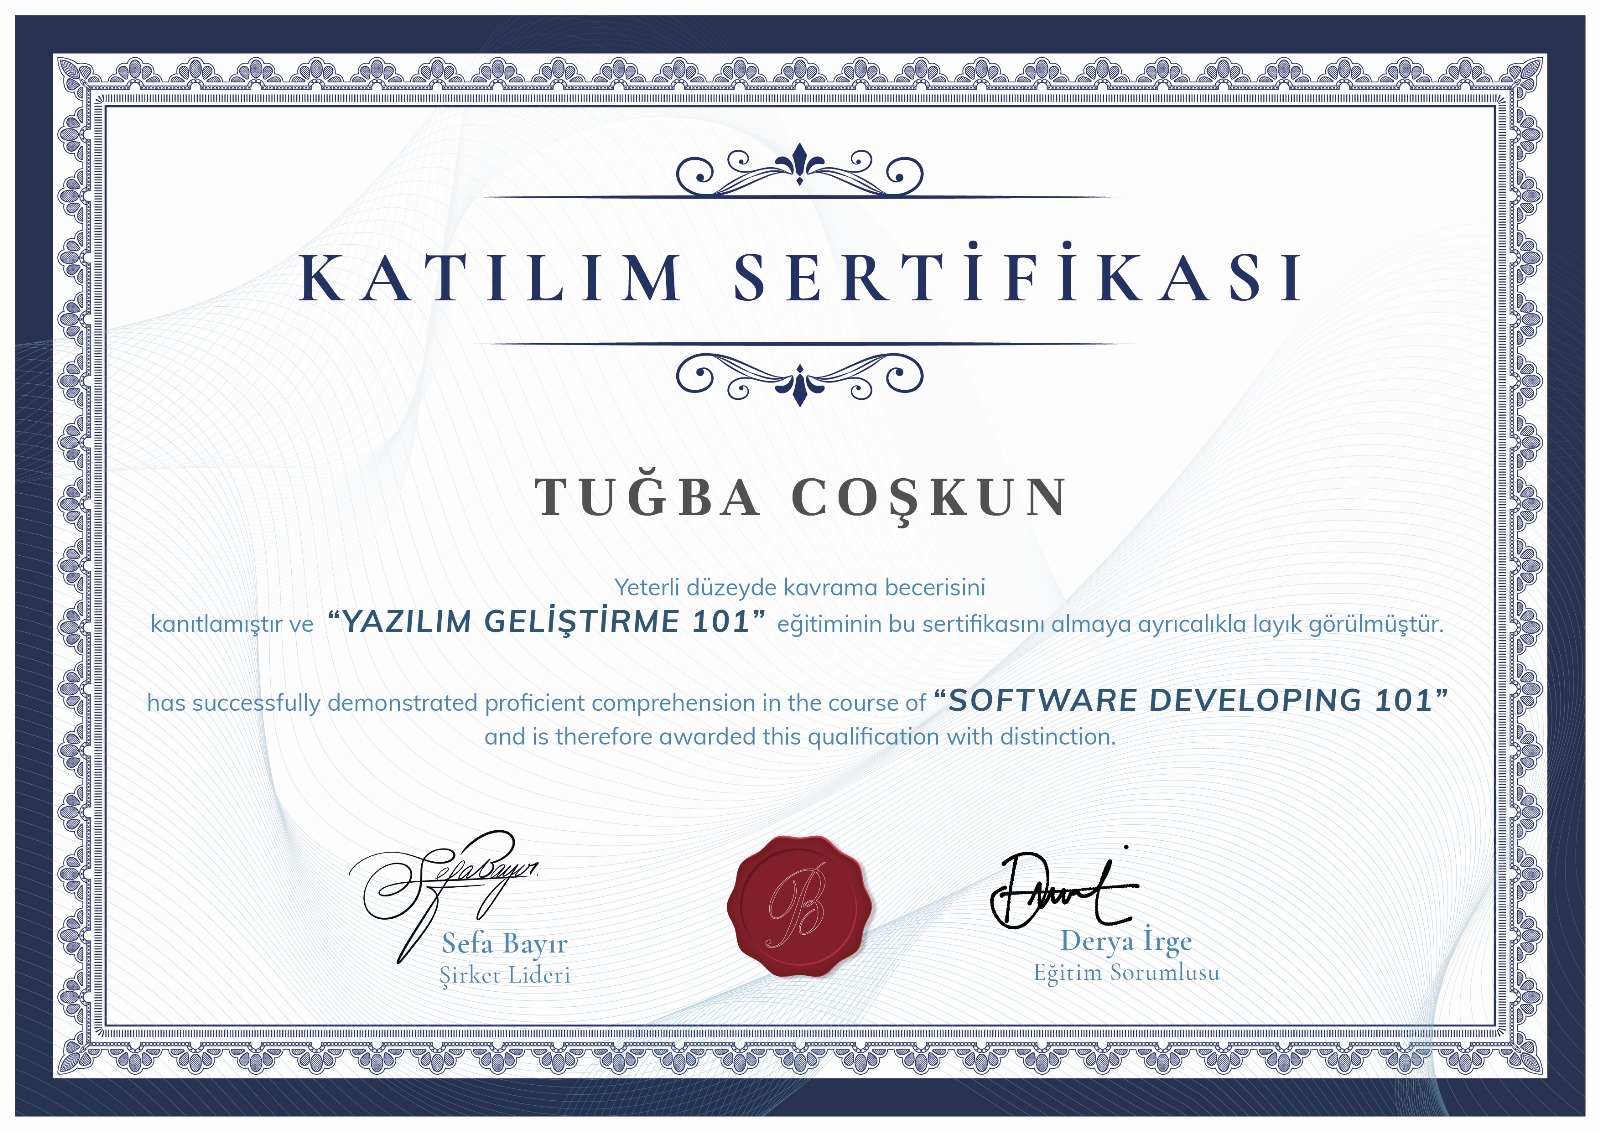 KATILIM SERTİFİKASI
TUĞBA COŞKUN
Yeterli düzeyde kavrama becerisini
kanıtlamıştır ve “YAZILIM GELİŞTİRME 101” eğitiminin bu sertifikasını almaya ayrıcalıkla layık görülmüştür.
has successfully demonstrated proficient comprehension in the course of “SOFTWARE DEVELOPING 101”
and is therefore awarded this qualification with distinction.
Sefa Bayır
B
Sefa Bayır
Şirket Lideri
Derya İrge
Eğitim Sorumlusu